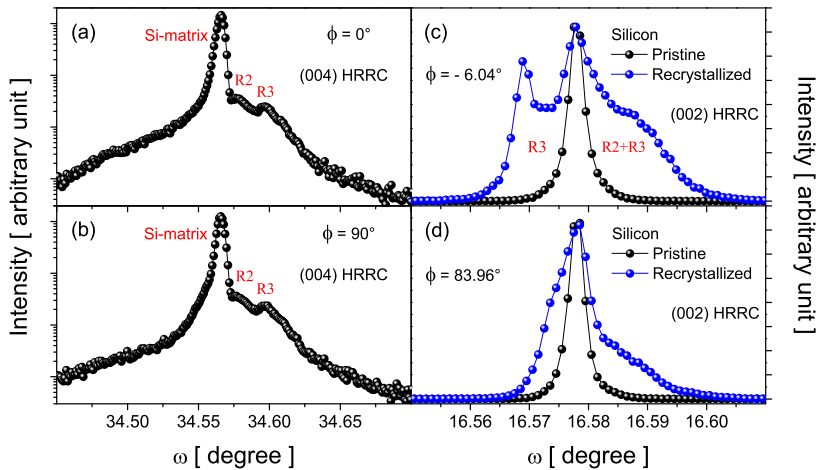 (a)
Si-matrix
ϕ = 0°
R2
R3
(004) HRRC
(b)
Si-matrix
ϕ = 90°
R2
R3
(004) HRRC
(c)
Silicon
Pristine
Recrystallized
ϕ = - 6.04°
(002) HRRC
R3
R2+R3
(d)
Silicon
Pristine
Recrystallized
ϕ = 83.96°
(002) HRRC
Intensity [ arbitrary unit ]
Intensity [ arbitrary unit ]
34.50 34.55 34.60 34.65
16.56 16.57 16.58 16.59 16.60
ω [ degree ]
ω [ degree ]